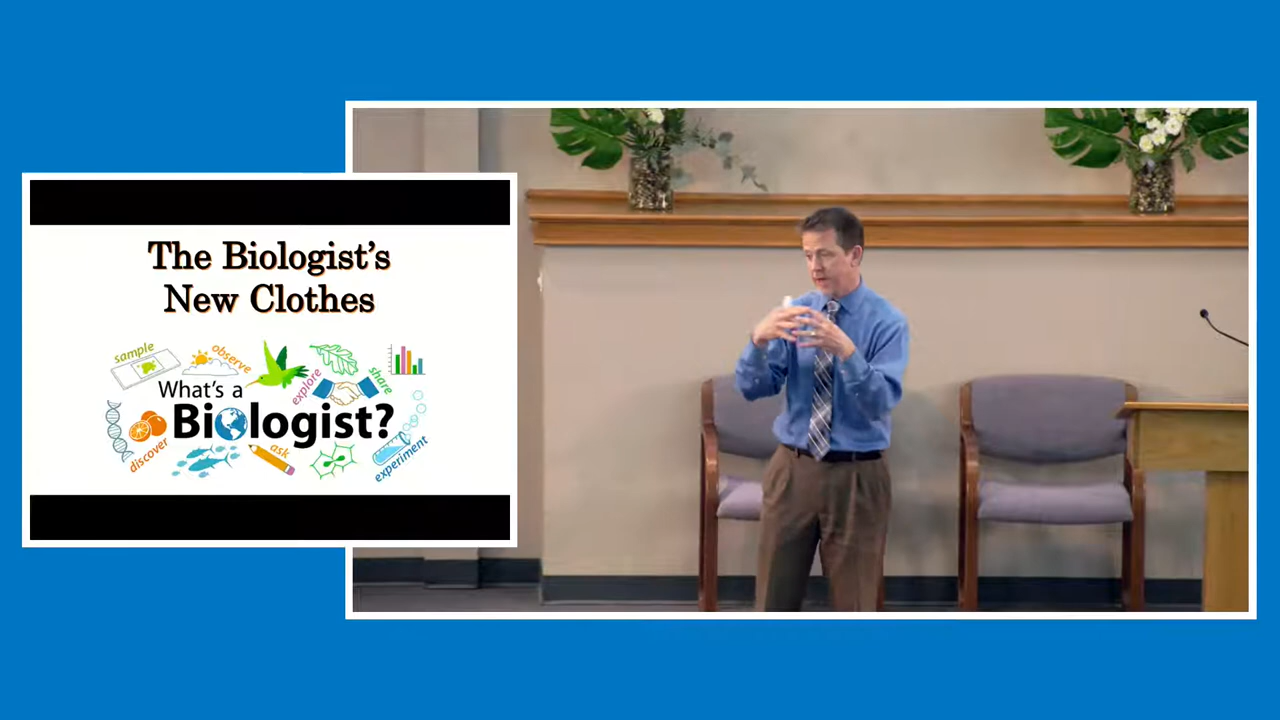 The Biologist's
New Clothes
sample
observe
explore
share
What's a
Biologist?
discover
ask
experiment